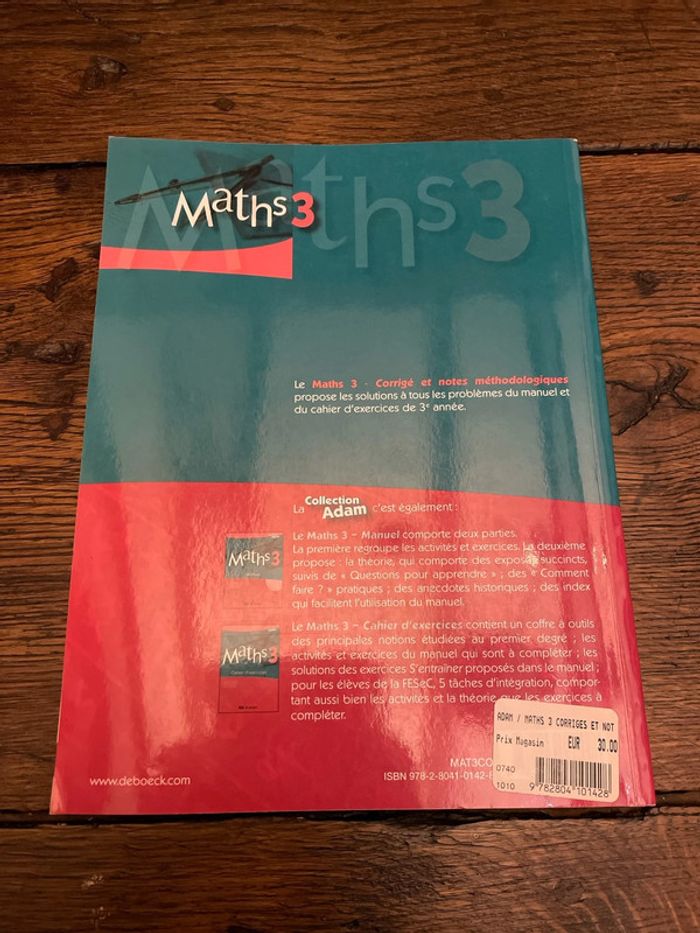 Maths 3
Maths 3
Le Maths 3 - Corrigé et notes méthodologiques
propose les solutions à tous les problèmes du manuel et
du cahier d'exercices de 3e année.
La Collection Adam c'est également :
Le Maths 3 – Manuel comporte deux parties.
La première regroupe les activités et exercices. La deuxième
propose : la théorie, qui comporte des exposés succincts,
suivis de « Questions pour apprendre » ; des « Comment
faire ? » pratiques ; des anecdotes historiques ; des index
qui facilitent l'utilisation du manuel.
Maths 3
Le Maths 3 – Cahier d'exercices contient un coffre à outils
des principales notions étudiées au premier degré ; les
activités et exercices du manuel qui sont à compléter ; les
solutions des exercices S'entraîner proposés dans le manuel ;
pour les élèves de la FESeC, 5 tâches d'intégration, compor-
tant aussi bien les activités et la théorie que les exercices à
compléter.
Maths 3
Cahier d'exercices
www.deboeck.com
MAT3CO
ISBN 978-2-8041-0142-8
ADAM / MATHS 3 CORRIGES ET NOT
Prix Magasin EUR 30.00
0740
1010
9 782804 101428